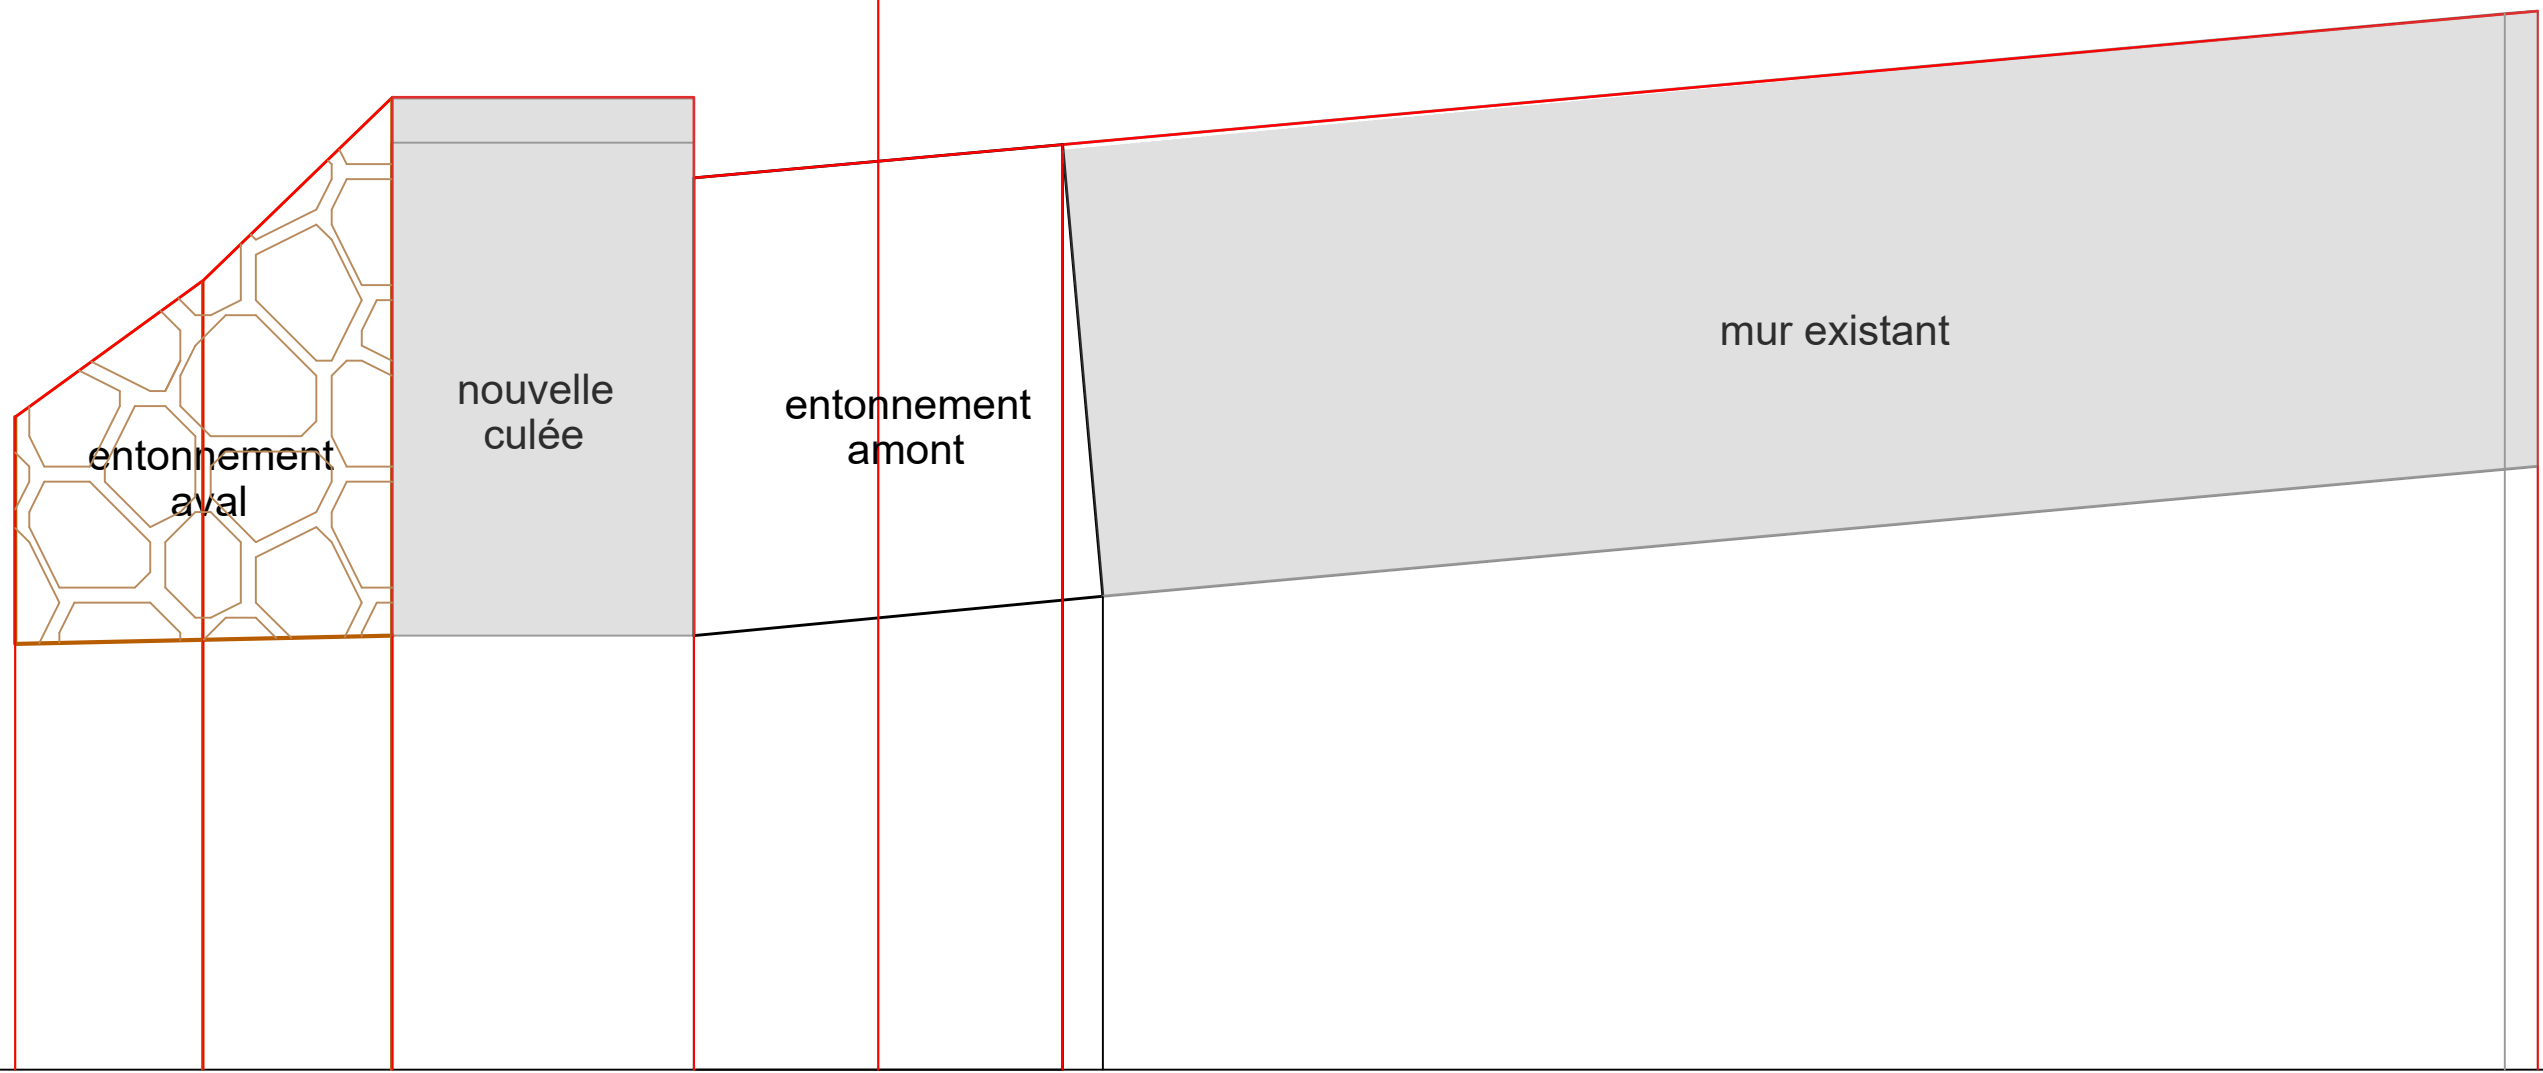 entonnement
aval
nouvelle
culée
entonnement
amont
mur existant